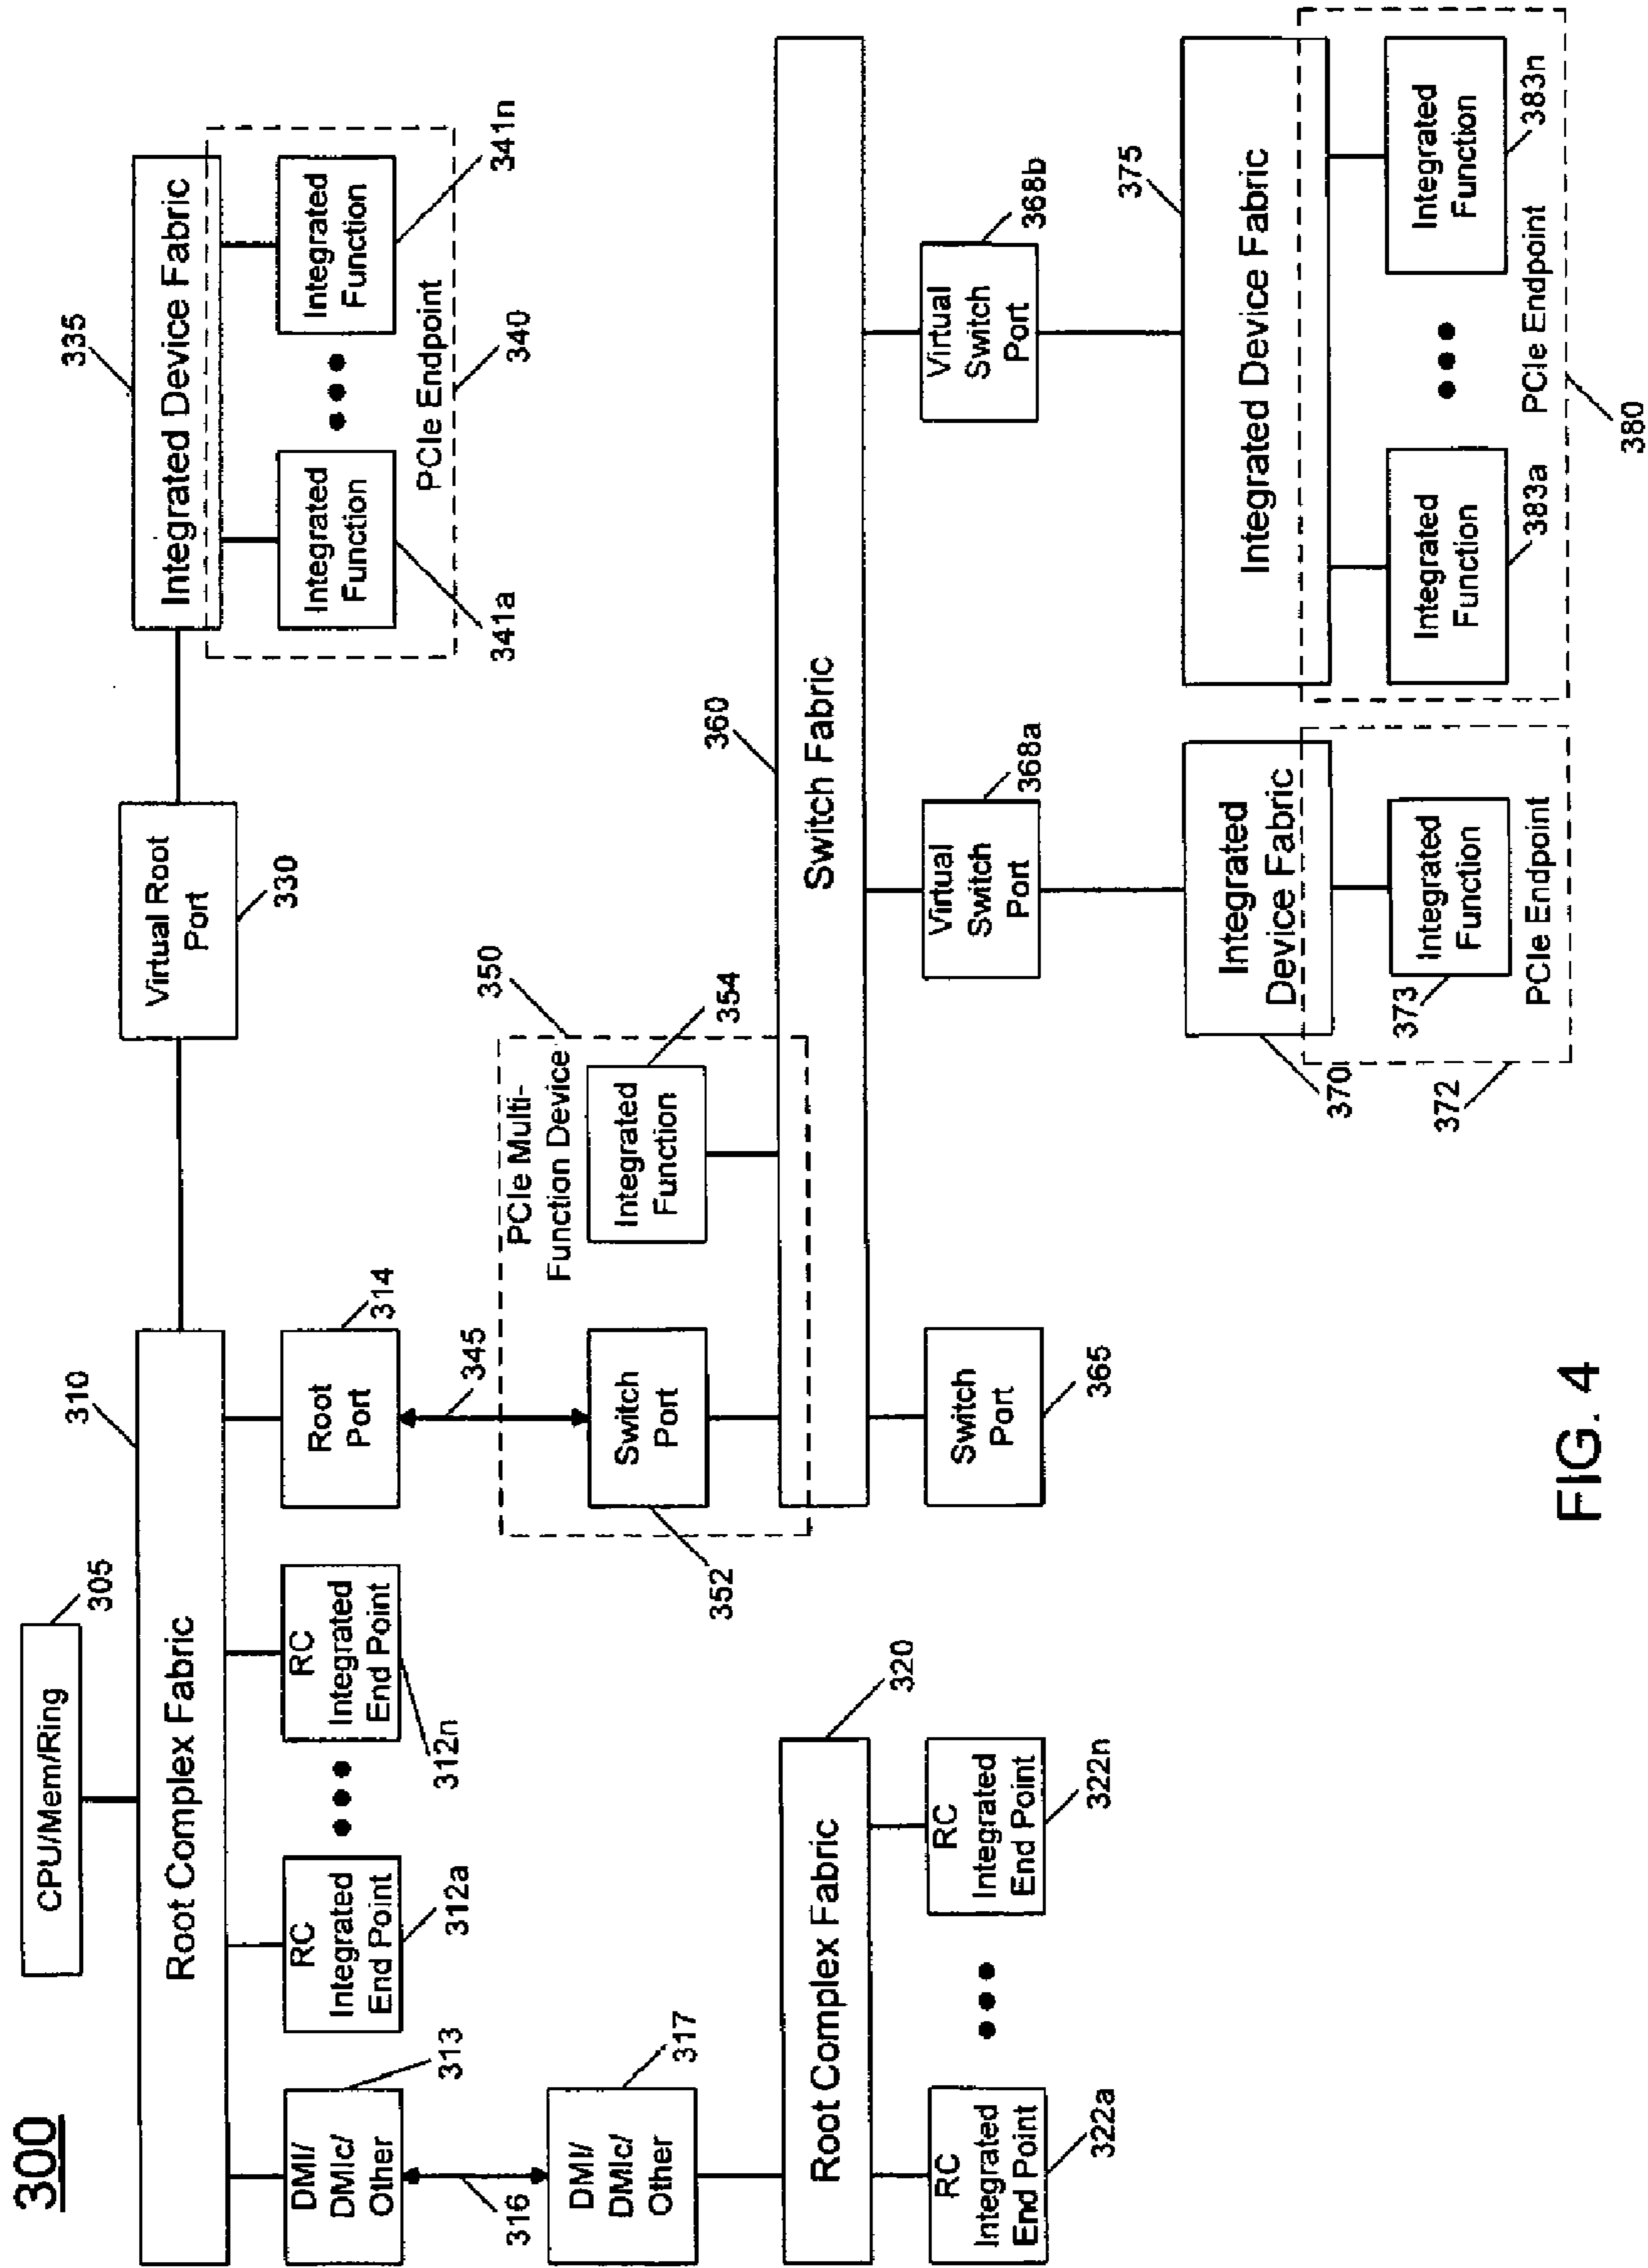 300
CPU/Mem/Ring
305
310
Root Complex Fabric
Virtual Root
Port
330
335
Integrated Device Fabric
Integrated
Function
341a
Integrated
Function
341n
PCIe Endpoint
340
DMI/
DMIc/
Other
313
RC
Integrated
End Point
312a
RC
Integrated
End Point
312n
Root
Port
314
316
345
DMI/
DMIc/
Other
317
PCIe Multi-
Function Device
350
Switch
Port
352
Integrated
Function
354
360
Switch Fabric
Root Complex Fabric
320
RC
Integrated
End Point
322a
RC
Integrated
End Point
322n
Switch
Port
365
Virtual
Switch
Port
368a
Virtual
Switch
Port
368b
Integrated
Device Fabric
370
Integrated
Function
373
PCIe Endpoint
372
375
Integrated Device Fabric
Integrated
Function
383a
Integrated
Function
383n
PCIe Endpoint
380
FIG. 4